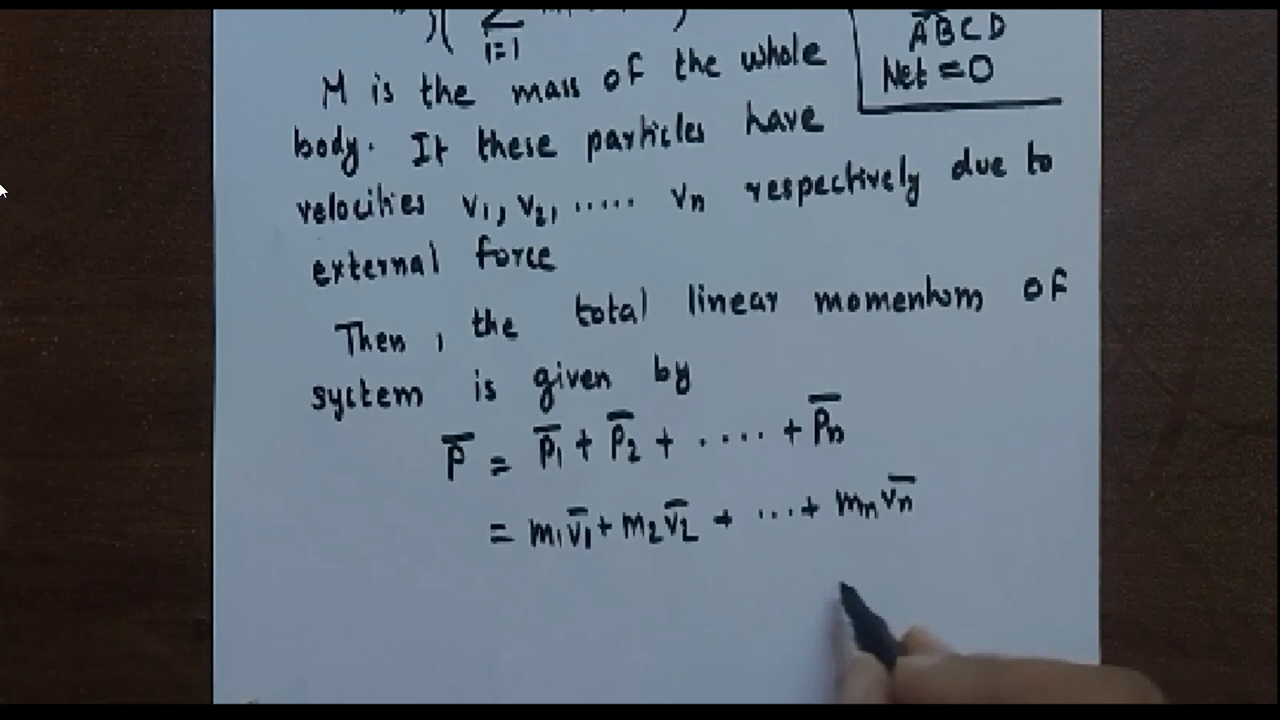 i=1
A̅B̅CD
Net = 0
M is the mass of the whole
body. If these particles have
velocities v₁, v₂, ..... vn respectively due to
external force
Then, the total linear momentum of
system is given by
P̅ = P̅₁ + P̅₂ + .... + P̅n
= m₁v̅₁ + m₂v̅₂ + ...+ mnv̅n